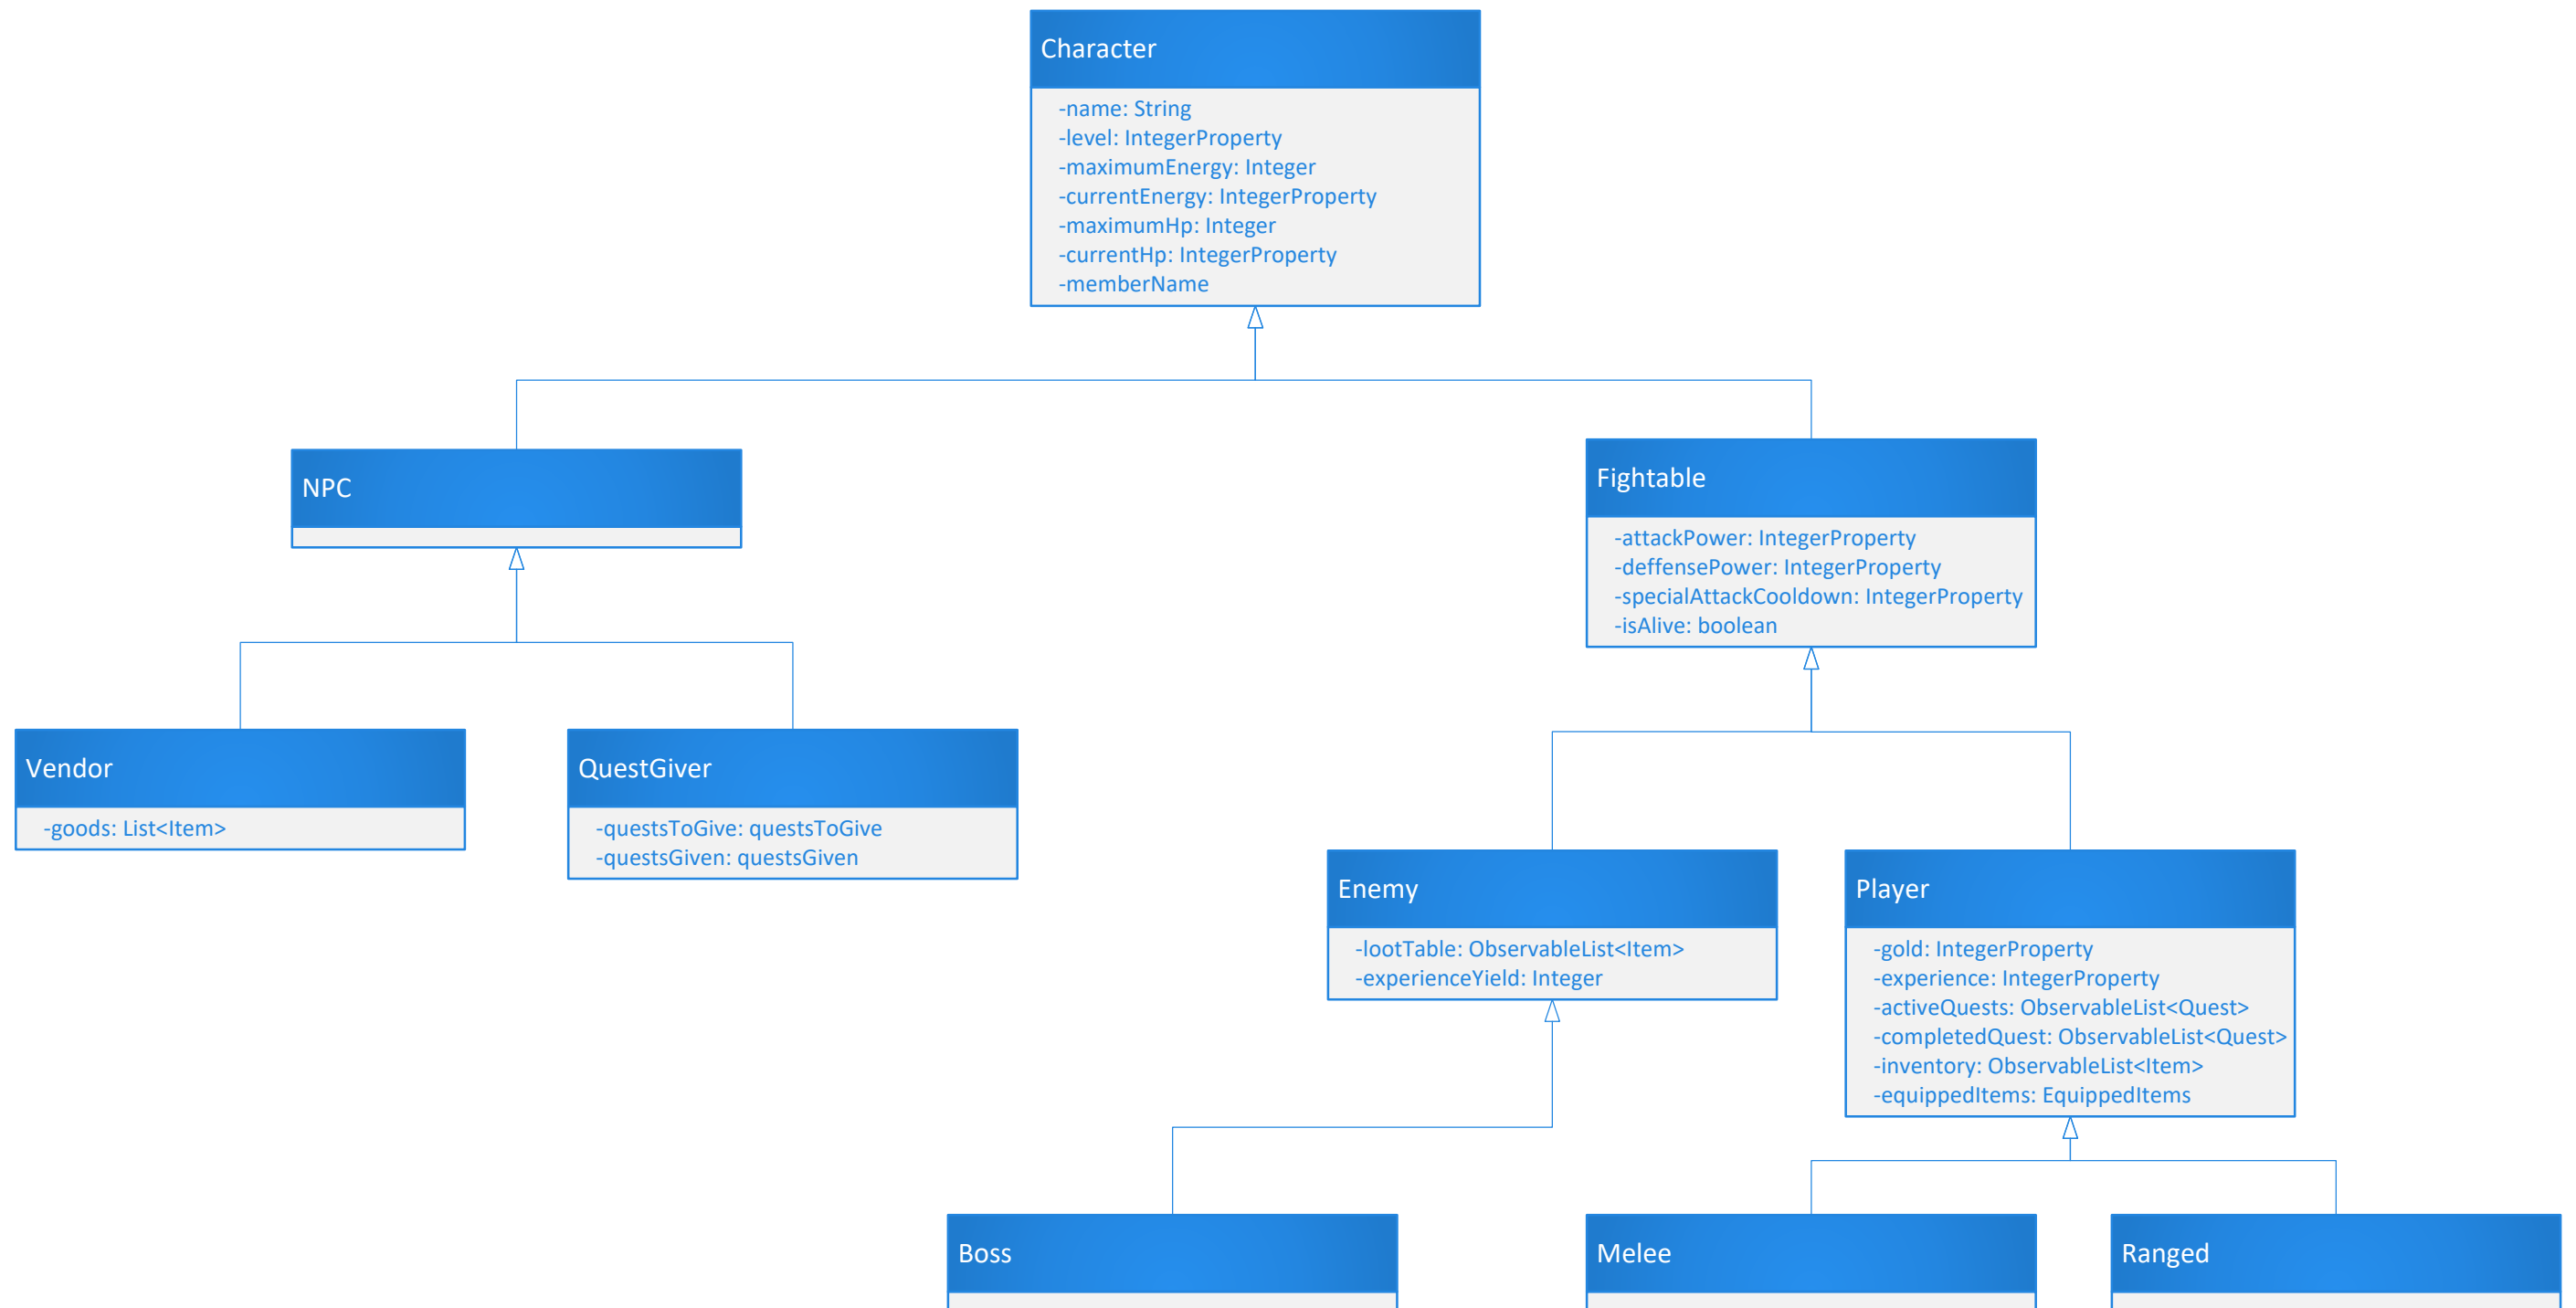 Character
-name: String
-level: IntegerProperty
-maximumEnergy: Integer
-currentEnergy: IntegerProperty
-maximumHp: Integer
-currentHp: IntegerProperty
-memberName
NPC
Fightable
-attackPower: IntegerProperty
-deffensePower: IntegerProperty
-specialAttackCooldown: IntegerProperty
-isAlive: boolean
Vendor
-goods: List<Item>
QuestGiver
-questsToGive: questsToGive
-questsGiven: questsGiven
Enemy
-lootTable: ObservableList<Item>
-experienceYield: Integer
Player
-gold: IntegerProperty
-experience: IntegerProperty
-activeQuests: ObservableList<Quest>
-completedQuest: ObservableList<Quest>
-inventory: ObservableList<Item>
-equippedItems: EquippedItems
Boss
Melee
Ranged